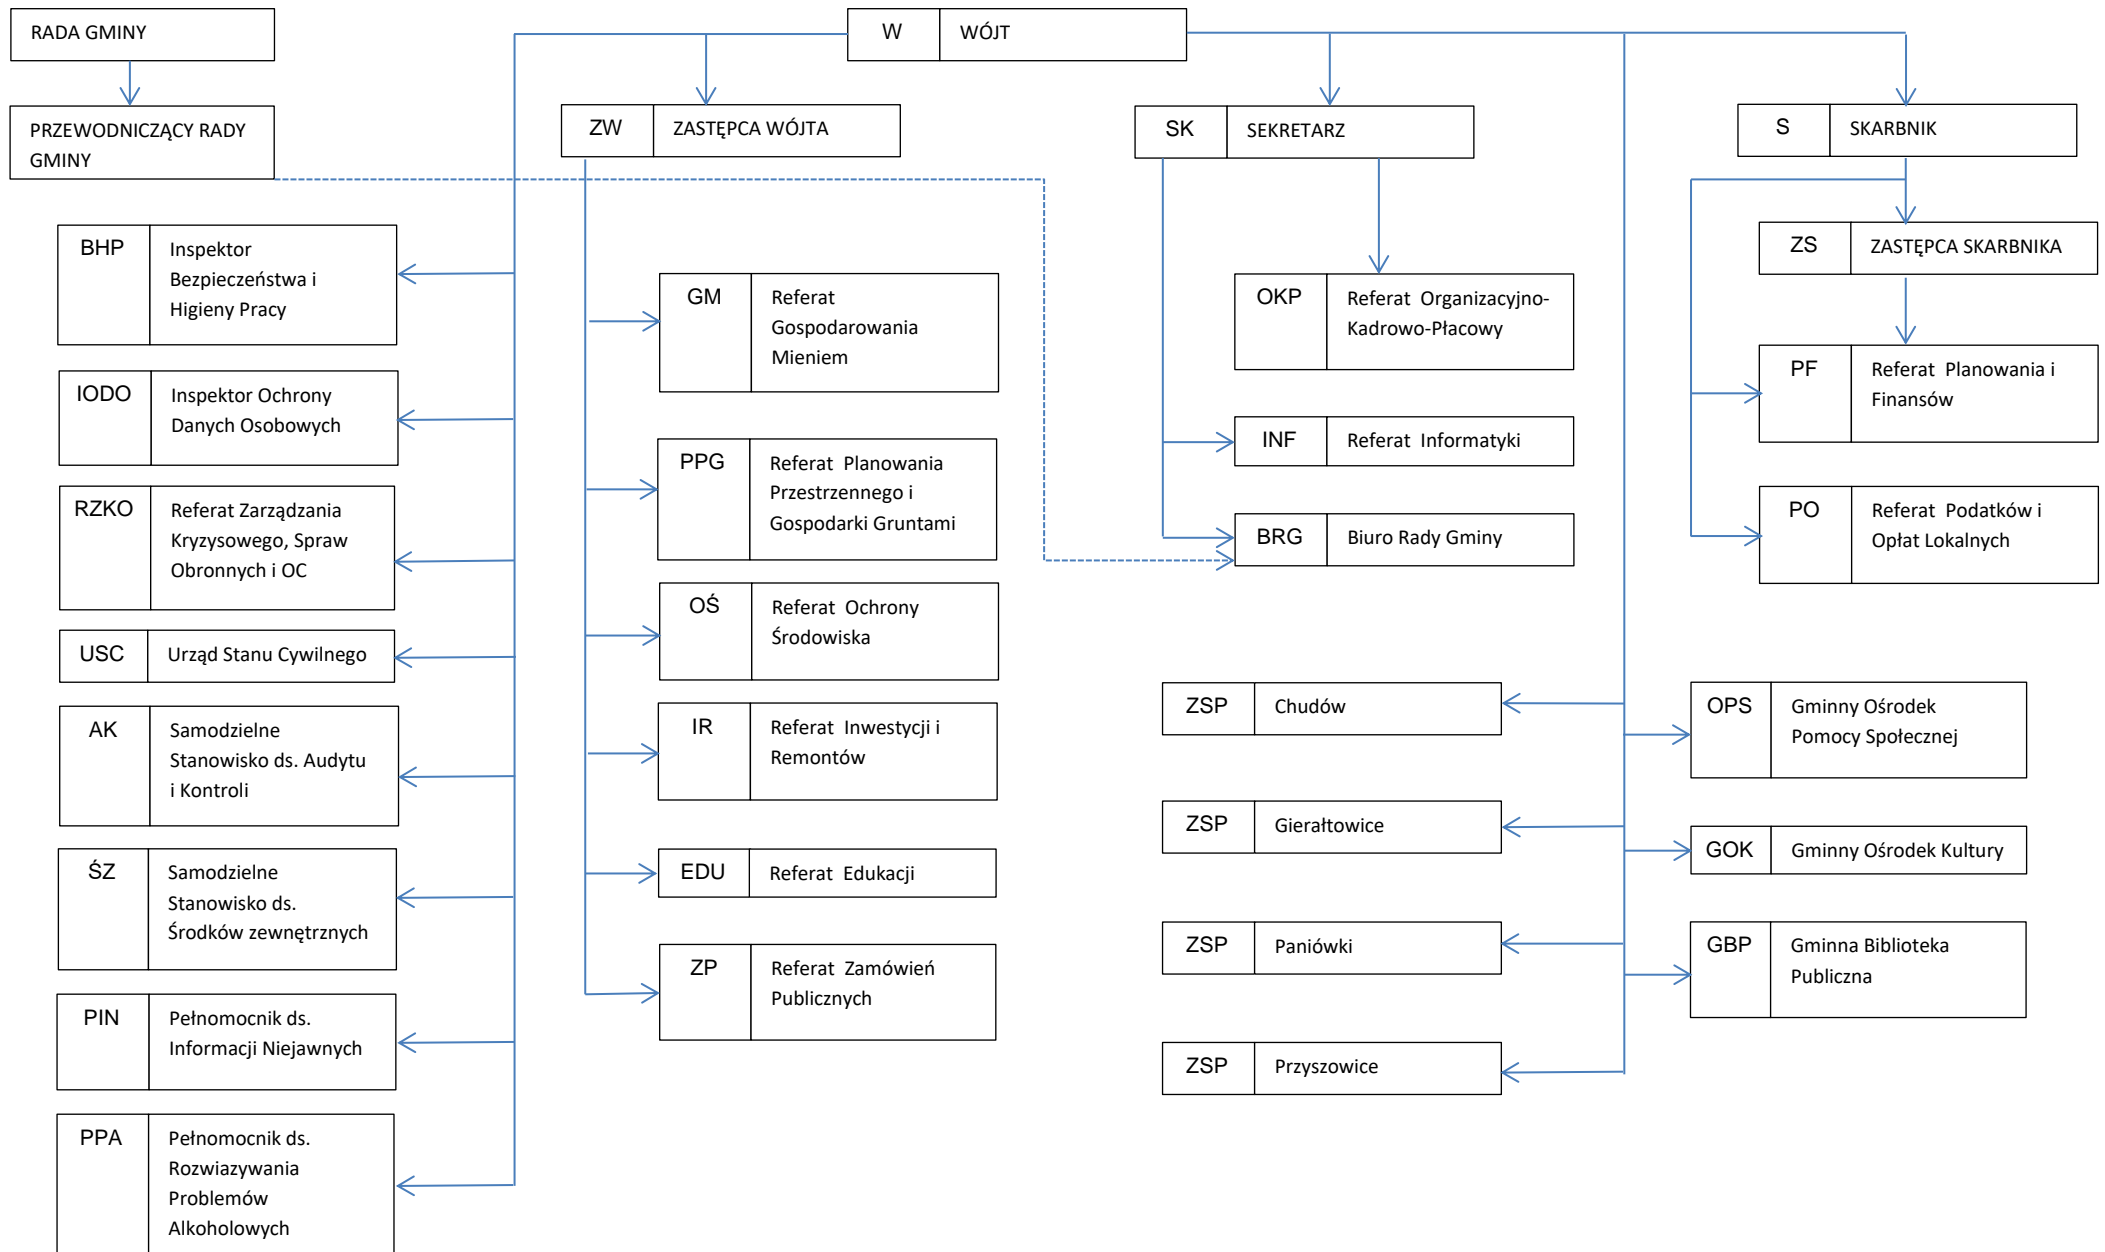 RADA GMINY
W WÓJT
PRZEWODNICZĄCY RADY
GMINY
ZW ZASTĘPCA WÓJTA
SK SEKRETARZ
S SKARBNIK
BHP Inspektor
Bezpieczeństwa i
Higieny Pracy
IODO Inspektor Ochrony
Danych Osobowych
RZKO Referat Zarządzania
Kryzysowego, Spraw
Obronnych i OC
USC Urząd Stanu Cywilnego
AK Samodzielne
Stanowisko ds. Audytu
i Kontroli
ŚZ Samodzielne
Stanowisko ds.
Środków zewnętrznych
PIN Pełnomocnik ds.
Informacji Niejawnych
PPA Pełnomocnik ds.
Rozwiazywania
Problemów
Alkoholowych
GM Referat
Gospodarowania
Mieniem
PPG Referat Planowania
Przestrzennego i
Gospodarki Gruntami
OŚ Referat Ochrony
Środowiska
IR Referat Inwestycji i
Remontów
EDU Referat Edukacji
ZP Referat Zamówień
Publicznych
OKP Referat Organizacyjno-
Kadrowo-Płacowy
INF Referat Informatyki
BRG Biuro Rady Gminy
ZS ZASTĘPCA SKARBNIKA
PF Referat Planowania i
Finansów
PO Referat Podatków i
Opłat Lokalnych
ZSP Chudów
ZSP Gierałtowice
ZSP Paniówki
ZSP Przyszowice
OPS Gminny Ośrodek
Pomocy Społecznej
GOK Gminny Ośrodek Kultury
GBP Gminna Biblioteka
Publiczna